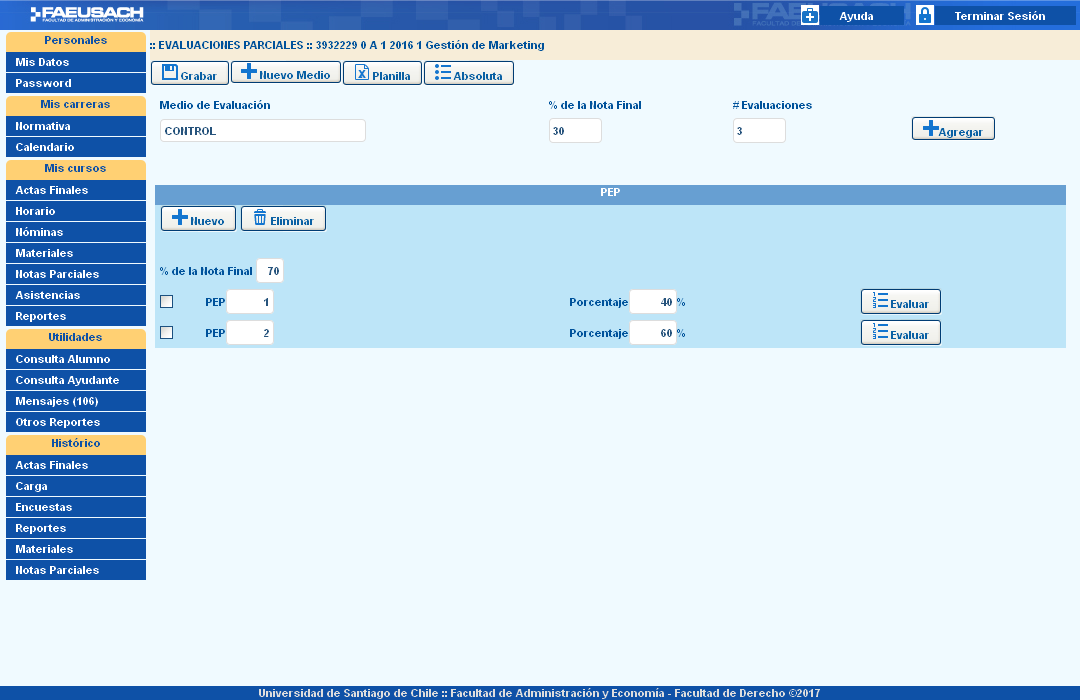 FAEUSACH
FACULTAD DE ADMINISTRACIÓN Y ECONOMÍA
Ayuda
Terminar Sesión
Personales
Mis Datos
Password
Mis carreras
Normativa
Calendario
Mis cursos
Actas Finales
Horario
Nóminas
Materiales
Notas Parciales
Asistencias
Reportes
Utilidades
Consulta Alumno
Consulta Ayudante
Mensajes (106)
Otros Reportes
Histórico
Actas Finales
Carga
Encuestas
Reportes
Materiales
Notas Parciales
:: EVALUACIONES PARCIALES :: 3932229 0 A 1 2016 1 Gestión de Marketing
Grabar Nuevo Medio Planilla Absoluta
Medio de Evaluación % de la Nota Final # Evaluaciones
CONTROL 30 3 Agregar
PEP
Nuevo Eliminar
% de la Nota Final 70
PEP 1 Porcentaje 40 % Evaluar
PEP 2 Porcentaje 60 % Evaluar
Universidad de Santiago de Chile :: Facultad de Administración y Economía - Facultad de Derecho ©2017